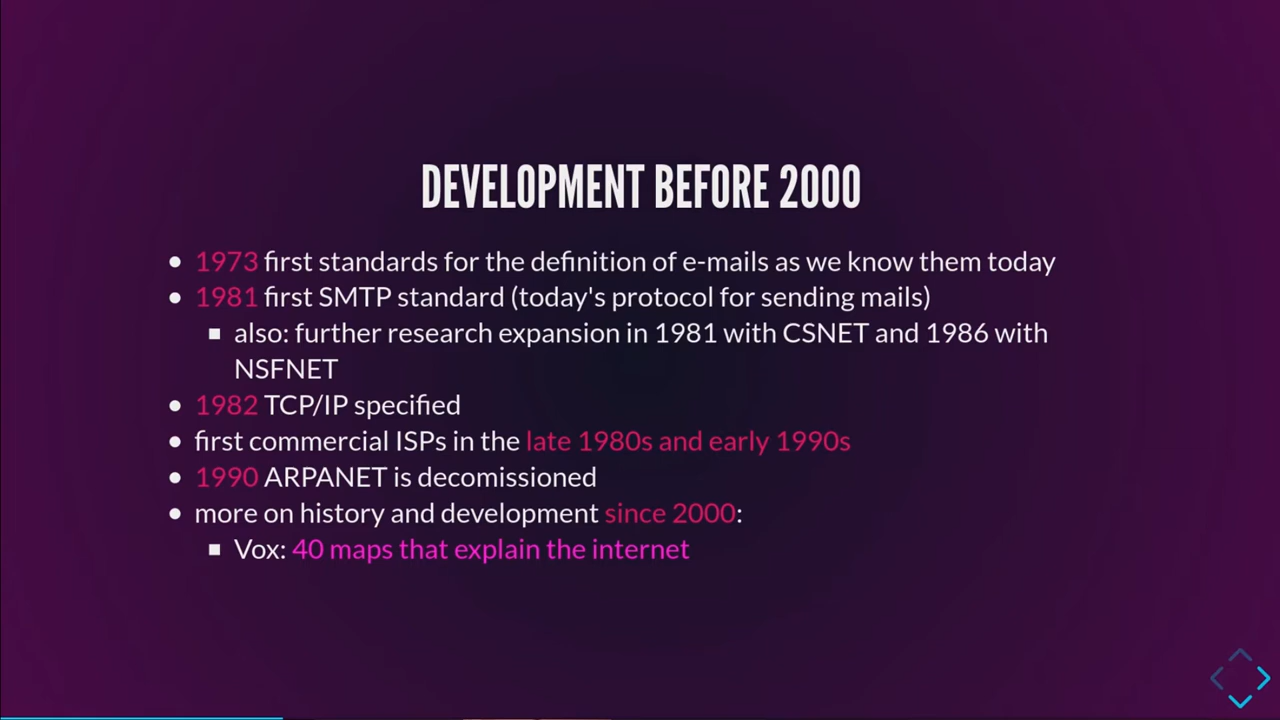 DEVELOPMENT BEFORE 2000
• 1973 first standards for the definition of e-mails as we know them today
• 1981 first SMTP standard (today's protocol for sending mails)
▪ also: further research expansion in 1981 with CSNET and 1986 with
NSFNET
• 1982 TCP/IP specified
• first commercial ISPs in the late 1980s and early 1990s
• 1990 ARPANET is decomissioned
• more on history and development since 2000:
▪ Vox: 40 maps that explain the internet